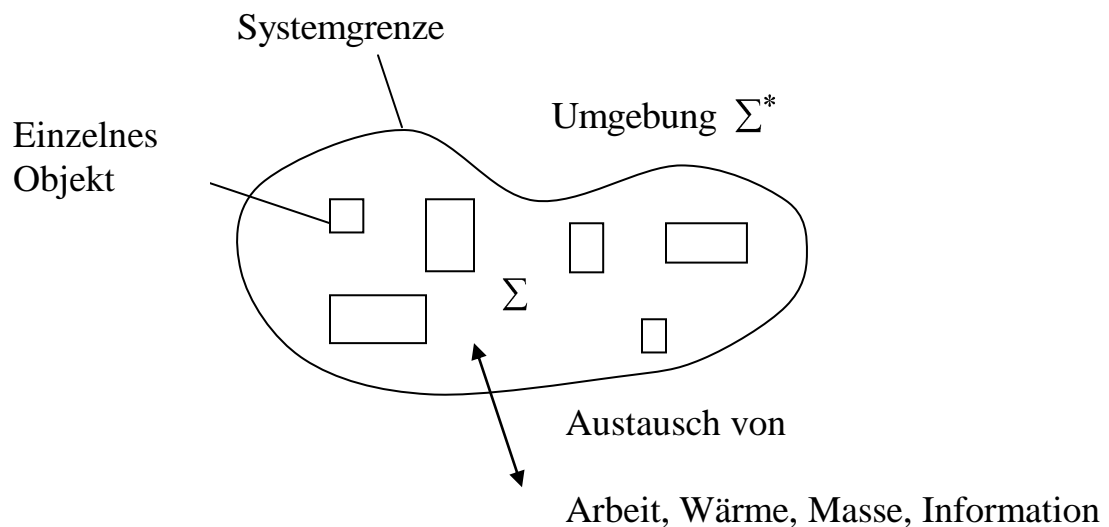 Systemgrenze
Umgebung Σ*
Einzelnes
Objekt
Σ
Austausch von
Arbeit, Wärme, Masse, Information